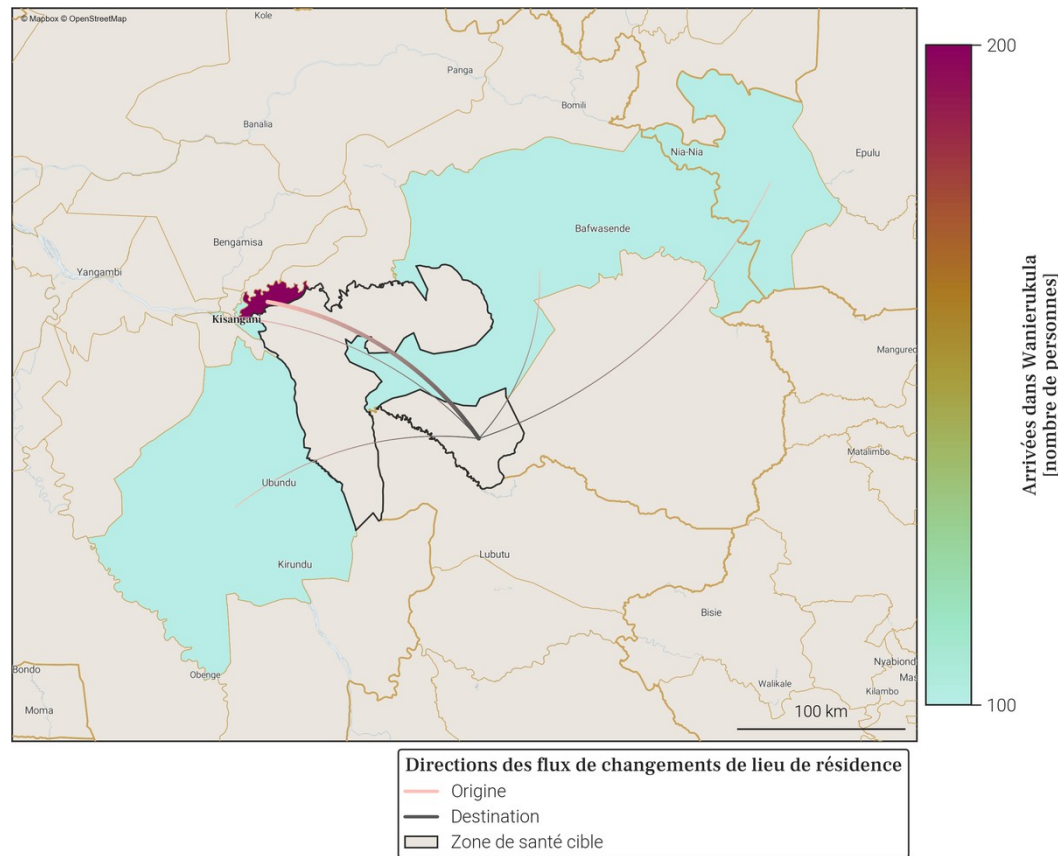 © Mapbox © OpenStreetMap
Kole
Panga
Bomili
Banalia
Nia-Nia
Epulu
Bafwasende
Bengamisa
Yangambi
Kisangani
Mangured
Matalimbo
Ubundu
Kirundu
Lubutu
Bisie
Nyabiond
Mas
Walikale
Kilambo
Obenge
Bondo
Moma
100 km
200
100
Arrivées dans Wanierukula
[nombre de personnes]
Directions des flux de changements de lieu de résidence
Origine
Destination
Zone de santé cible